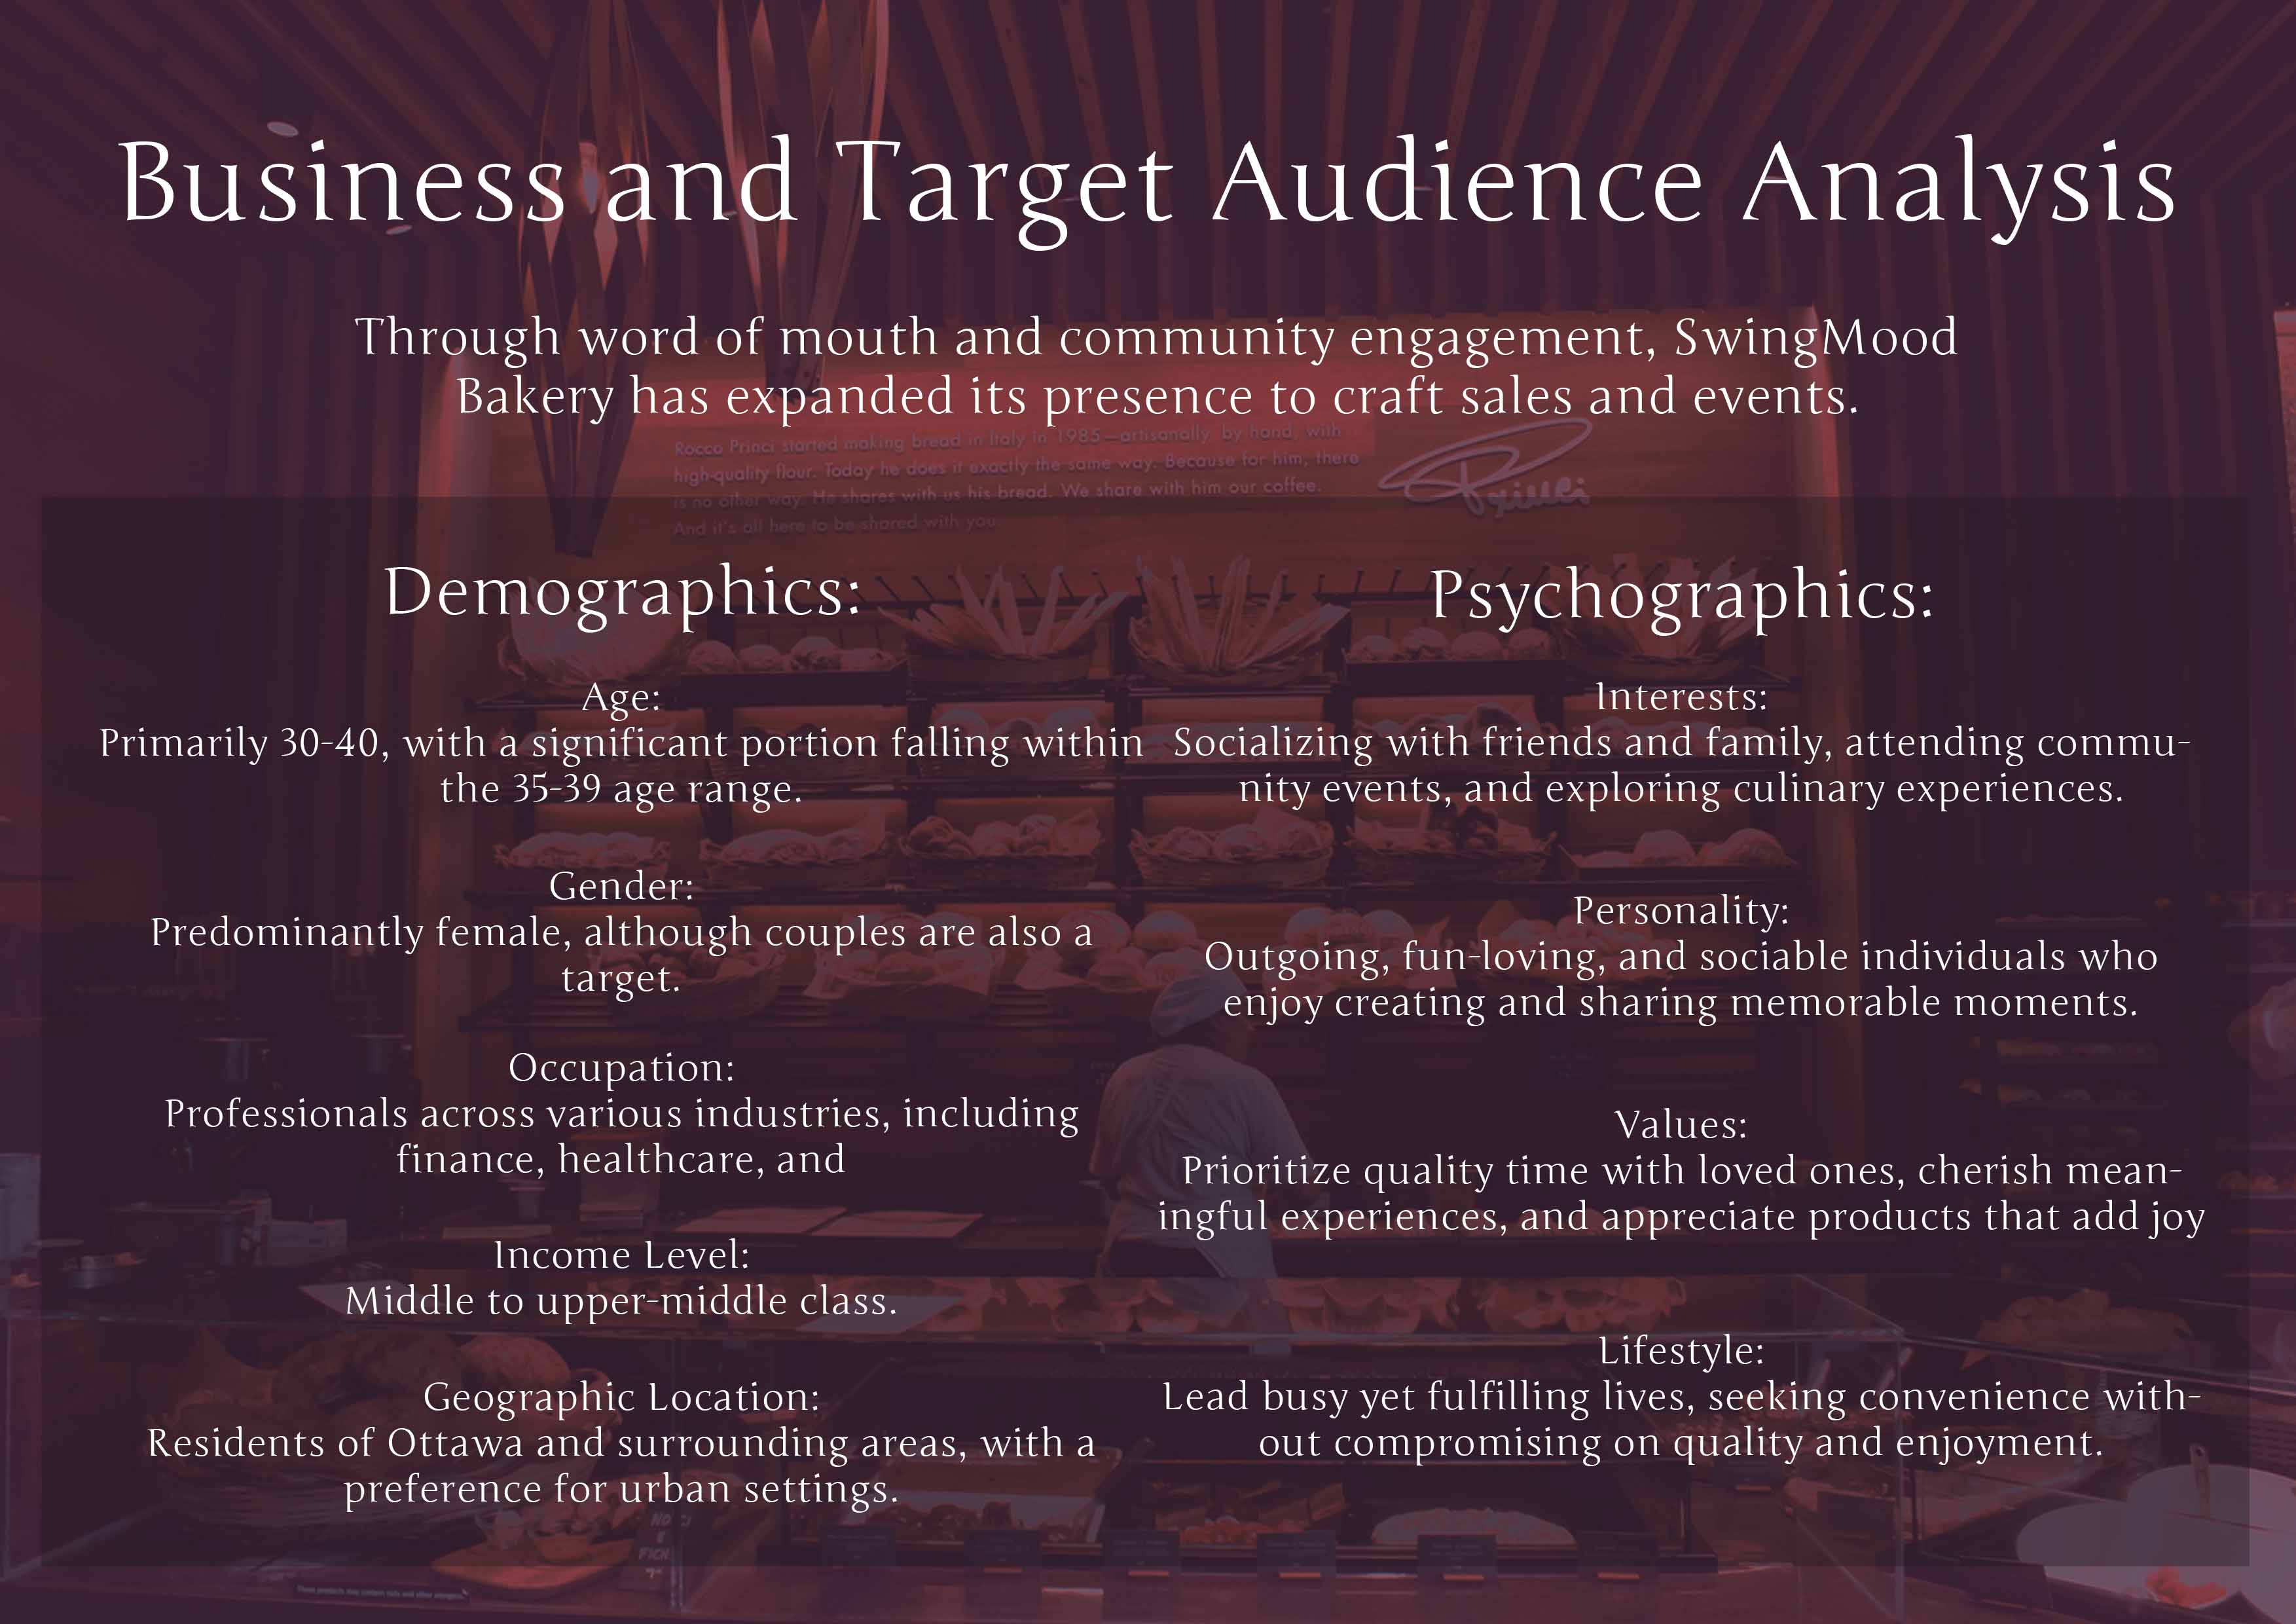 Business and Target Audience Analysis
Through word of mouth and community engagement, SwingMood
Bakery has expanded its presence to craft sales and events.
Rocco Princi started making bread in Italy in 1985—artisanally, by hand, with
high-quality flour. Today he does it exactly the same way. Because for him, there
is no other way. He shares with us his bread. We share with him our coffee.
And it's all here to be shared with you.
Princi
Demographics:
Age:
Primarily 30-40, with a significant portion falling within
the 35-39 age range.
Gender:
Predominantly female, although couples are also a
target.
Occupation:
Professionals across various industries, including
finance, healthcare, and
Income Level:
Middle to upper-middle class.
Geographic Location:
Residents of Ottawa and surrounding areas, with a
preference for urban settings.
Psychographics:
Interests:
Socializing with friends and family, attending commu-
nity events, and exploring culinary experiences.
Personality:
Outgoing, fun-loving, and sociable individuals who
enjoy creating and sharing memorable moments.
Values:
Prioritize quality time with loved ones, cherish mean-
ingful experiences, and appreciate products that add joy
Lifestyle:
Lead busy yet fulfilling lives, seeking convenience with-
out compromising on quality and enjoyment.